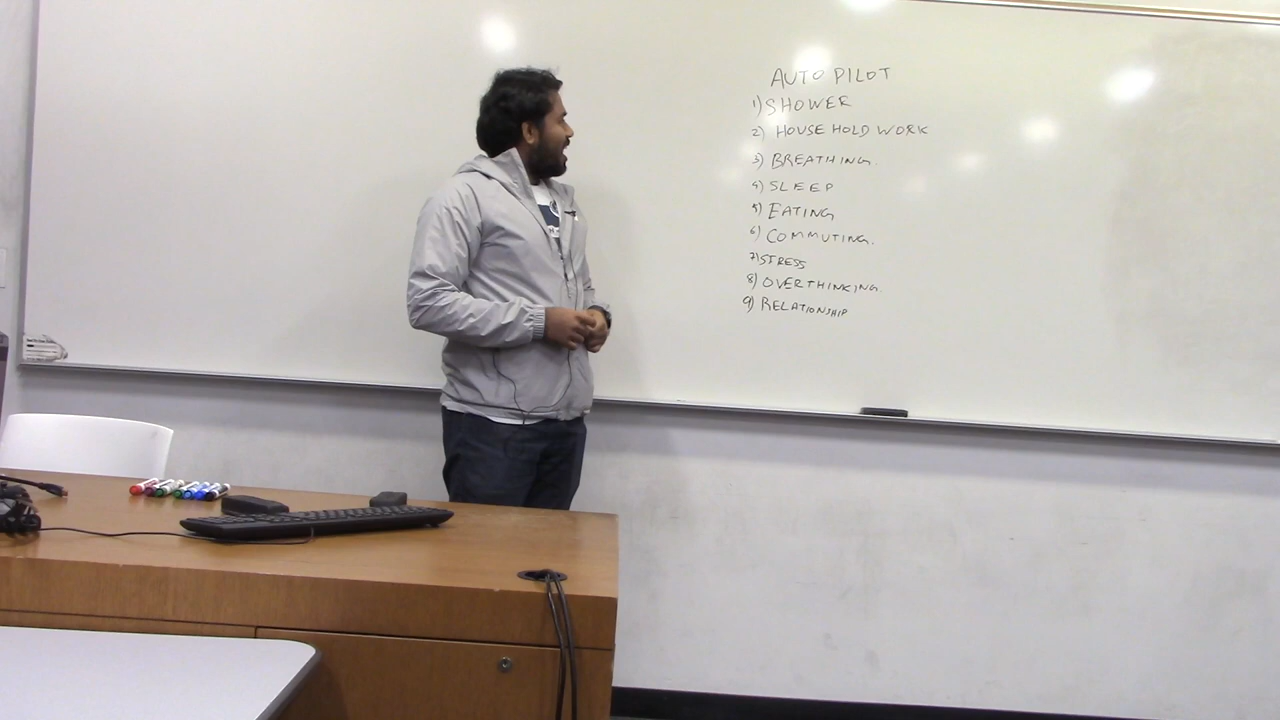 AUTO PILOT
1) SHOWER
2) HOUSE HOLD WORK
3) BREATHING.
4) SLEEP
5) EATING
6) COMMUTING.
7) STRESS
8) OVERTHINKING.
9) RELATIONSHIP